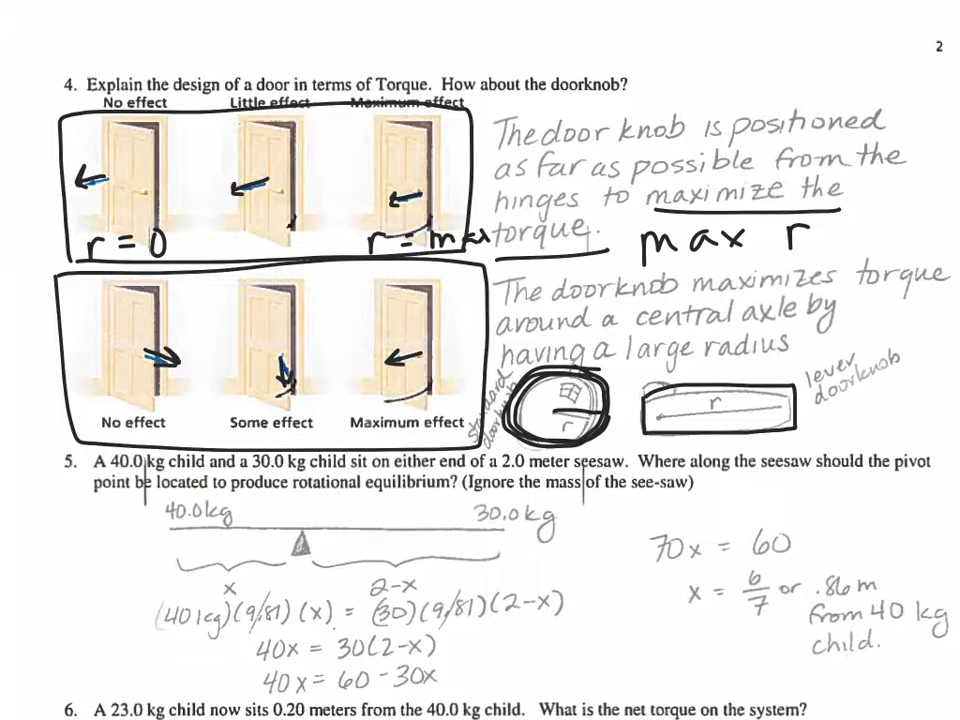 2
4. Explain the design of a door in terms of Torque. How about the doorknob?
No effect Little effect Maximum effect
r = 0 r = max
The door knob is positioned
as far as possible from the
hinges to maximize the
torque. max r
The doorknob maximizes torque
around a central axle by
having a large radius
standard
doorknob
r
r
lever
doorknob
No effect Some effect Maximum effect
5. A 40.0 kg child and a 30.0 kg child sit on either end of a 2.0 meter seesaw. Where along the seesaw should the pivot
point be located to produce rotational equilibrium? (Ignore the mass of the see-saw)
40.0kg 30.0kg
x 2-x
(40kg)(9/81)(x) = (30)(9/81)(2-x)
40x = 30(2-x)
40x = 60 - 30x
70x = 60
x = 6/7 or .86m
from 40 kg
child.
6. A 23.0 kg child now sits 0.20 meters from the 40.0 kg child. What is the net torque on the system?